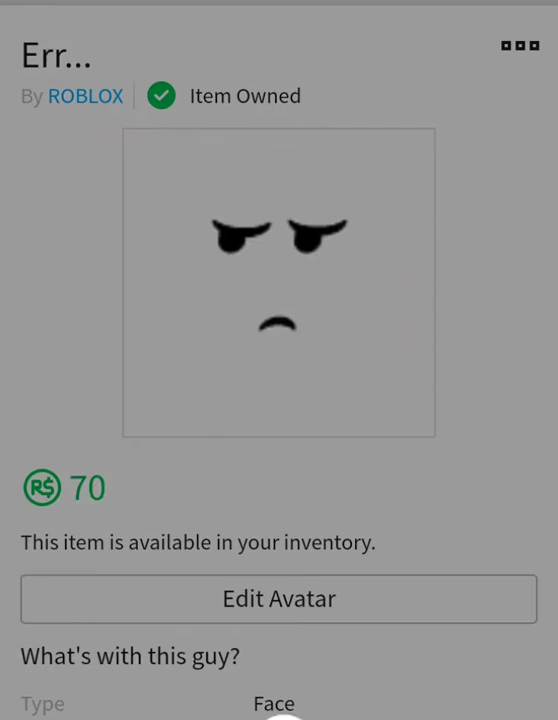 Err...
By ROBLOX Item Owned
R$ 70
This item is available in your inventory.
Edit Avatar
What's with this guy?
Type Face